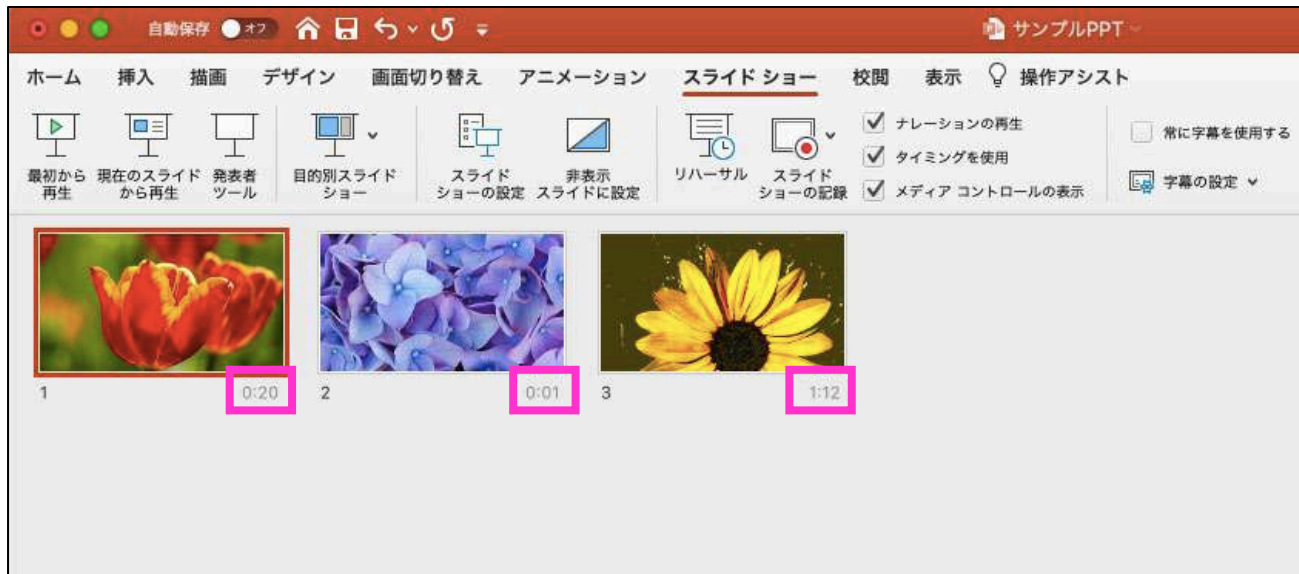 自動保存 オフ サンプルPPT
ホーム 挿入 描画 デザイン 画面切り替え アニメーション スライド ショー 校閲 表示 操作アシスト
最初から
再生
現在のスライド
から再生
発表者
ツール
目的別スライド
ショー
スライド
ショーの設定
非表示
スライドに設定
リハーサル
スライド
ショーの記録
ナレーションの再生
タイミングを使用
メディア コントロールの表示
常に字幕を使用する
字幕の設定
1 0:20 2 0:01 3 1:12